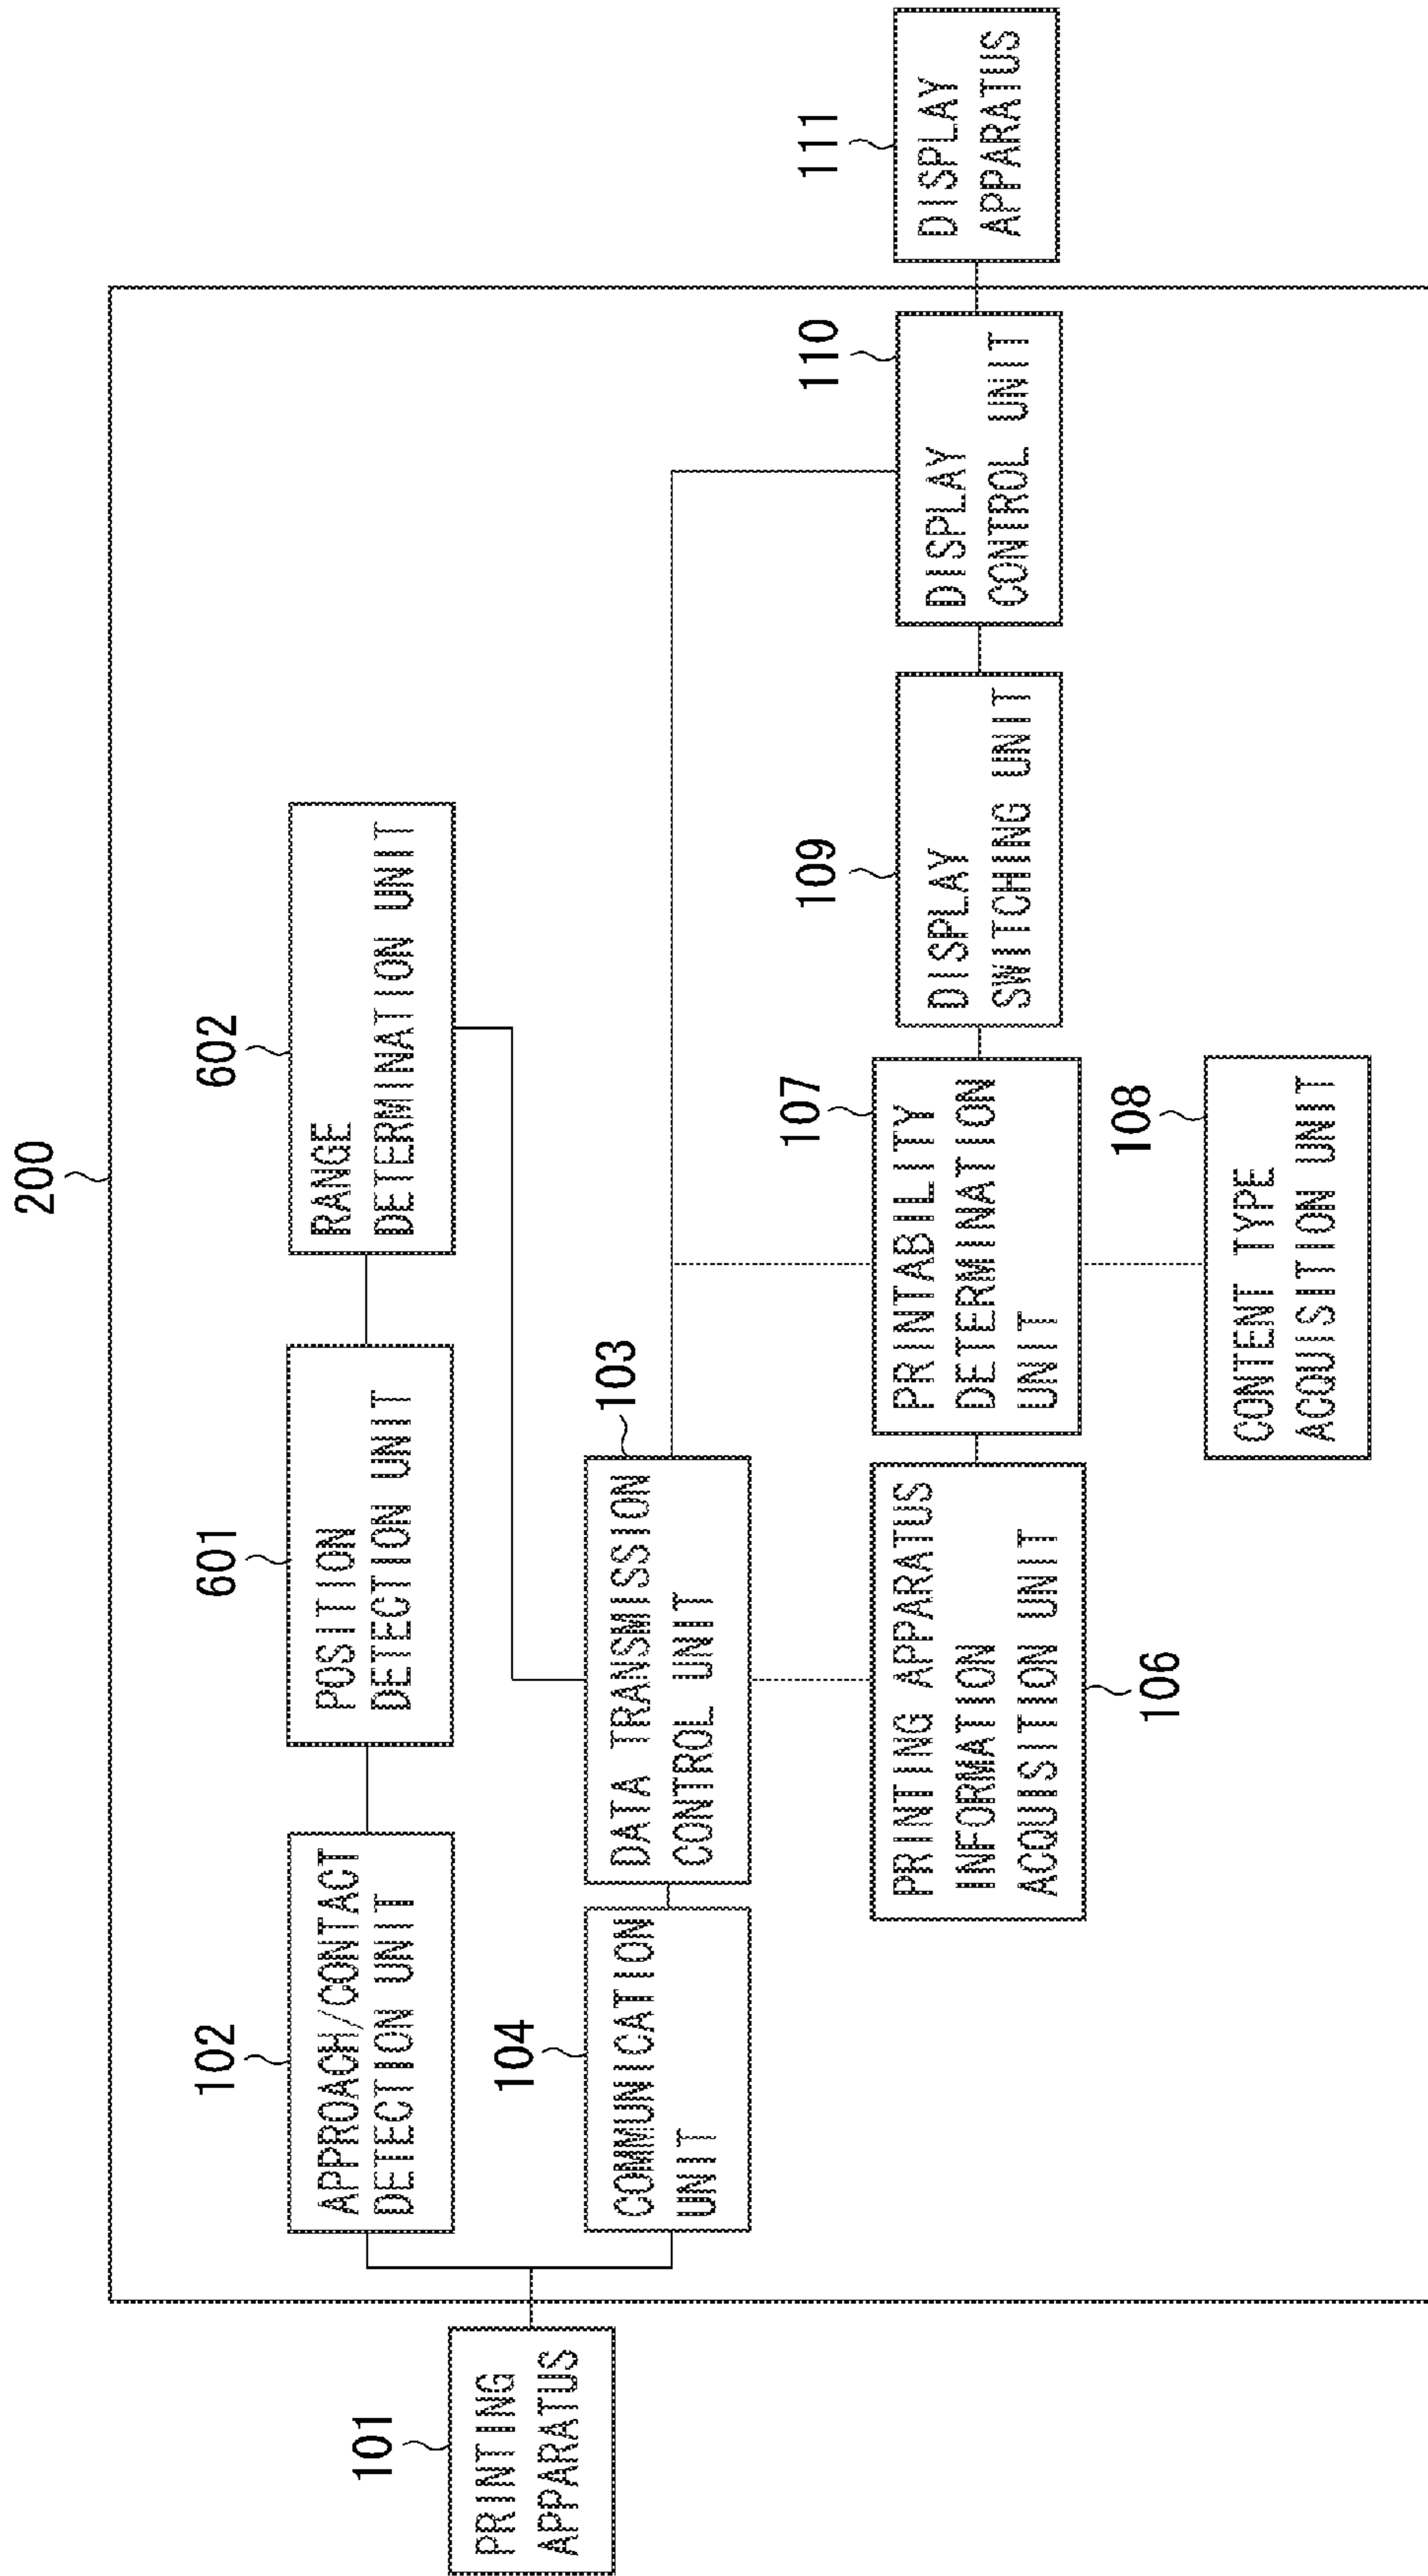 200
102
APPROACH/CONTACT
DETECTION UNIT
601
POSITION
DETECTION UNIT
602
RANGE
DETERMINATION UNIT
101
PRINTING
APPARATUS
104
COMMUNICATION
UNIT
103
DATA TRANSMISSION
CONTROL UNIT
106
PRINTING APPARATUS
INFORMATION
ACQUISITION UNIT
107
PRINTABILITY
DETERMINATION
UNIT
109
DISPLAY
SWITCHING UNIT
110
DISPLAY
CONTROL UNIT
111
DISPLAY
APPARATUS
108
CONTENT TYPE
ACQUISITION UNIT